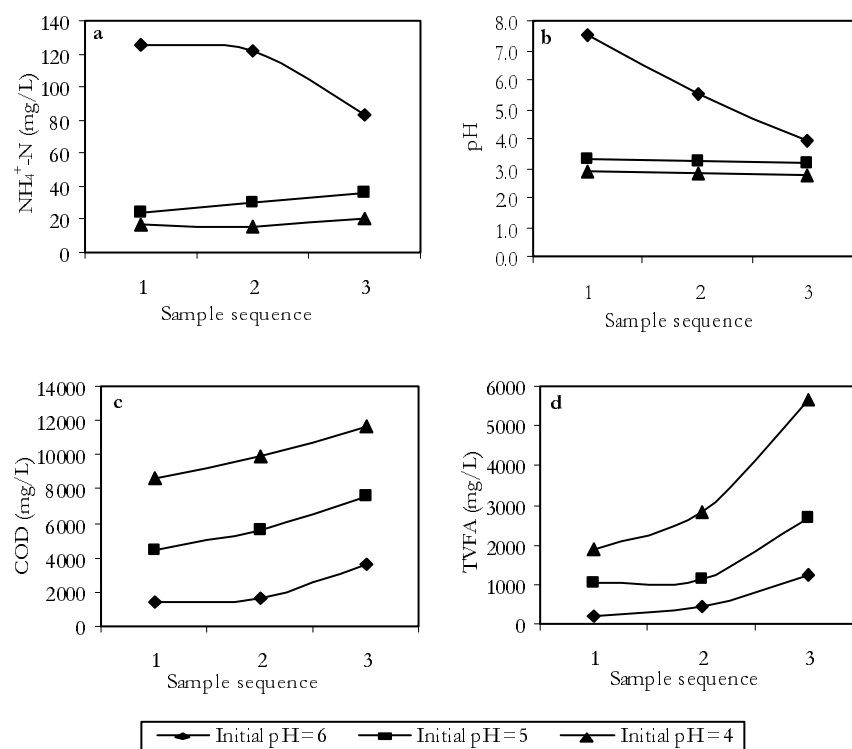 a
140
120
100
80
60
40
20
0
NH₄⁺-N (mg/L)
1 2 3
Sample sequence
b
8.0
7.0
6.0
5.0
4.0
3.0
2.0
1.0
0.0
pH
1 2 3
Sample sequence
c
14000
12000
10000
8000
6000
4000
2000
0
COD (mg/L)
1 2 3
Sample sequence
d
6000
5000
4000
3000
2000
1000
0
TVFA (mg/L)
1 2 3
Sample sequence
Initial pH=6 Initial pH=5 Initial pH=4